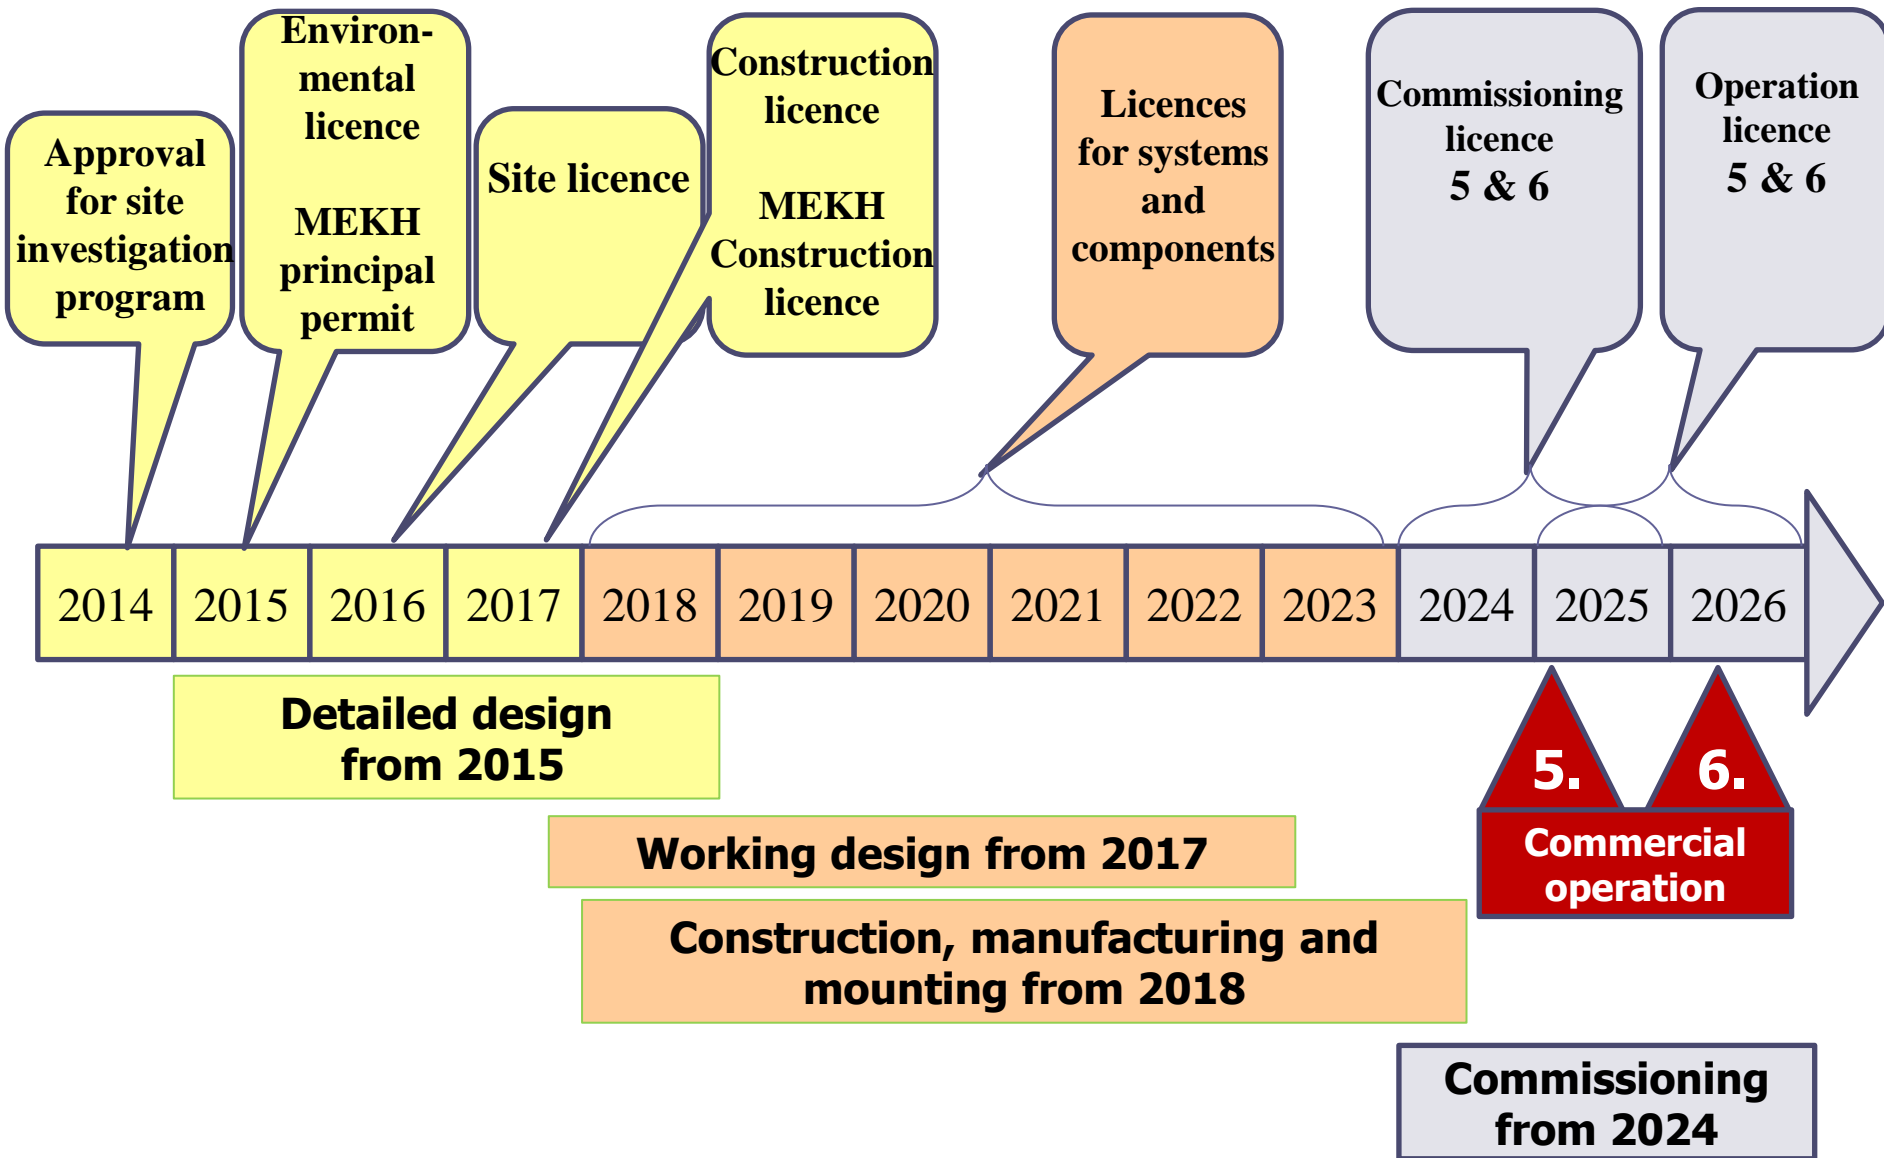 Approval
for site
investigation
program
Environ-
mental
licence
MEKH
principal
permit
Site licence
Construction
licence
MEKH
Construction
licence
Licences
for systems
and
components
Commissioning
licence
5 & 6
Operation
licence
5 & 6
2014 2015 2016 2017 2018 2019 2020 2021 2022 2023 2024 2025 2026
Detailed design
from 2015
5. 6.
Commercial
operation
Working design from 2017
Construction, manufacturing and
mounting from 2018
Commissioning
from 2024